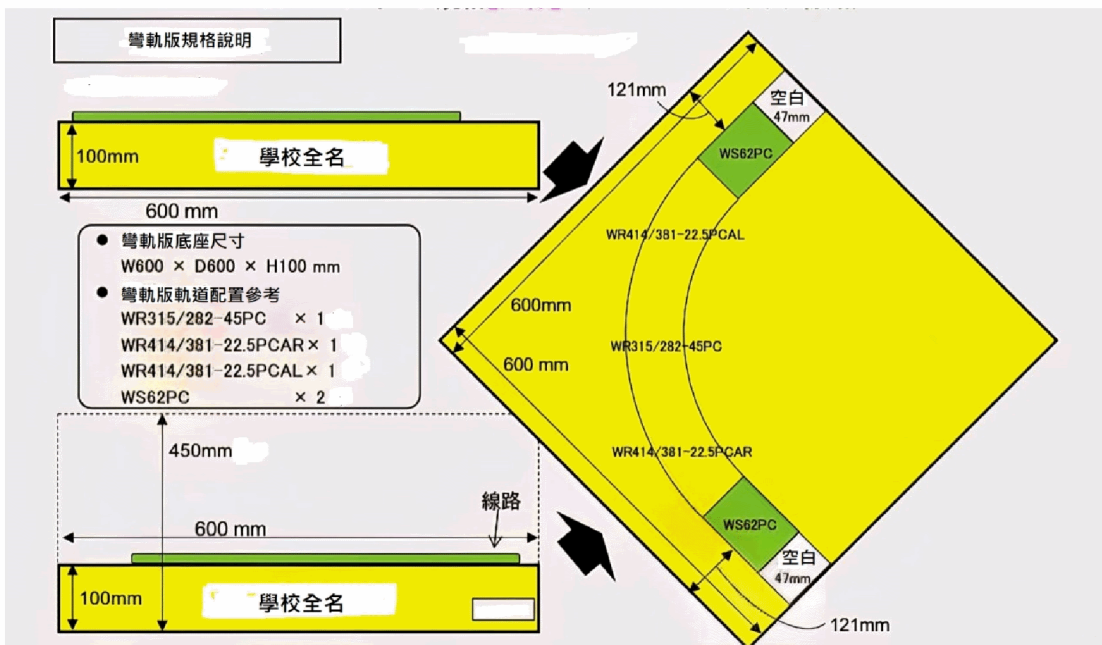 彎軌版規格說明
100mm
學校全名
600 mm
● 彎軌版底座尺寸
W600 × D600 × H100 mm
● 彎軌版軌道配置參考
WR315/282-45PC × 1
WR414/381-22.5PCAR × 1
WR414/381-22.5PCAL × 1
WS62PC × 2
450mm
600 mm
線路
100mm
學校全名
121mm
空白
47mm
WS62PC
WR414/381-22.5PCAL
600mm
WR315/282-45PC
600 mm
WR414/381-22.5PCAR
WS62PC
空白
47mm
121mm